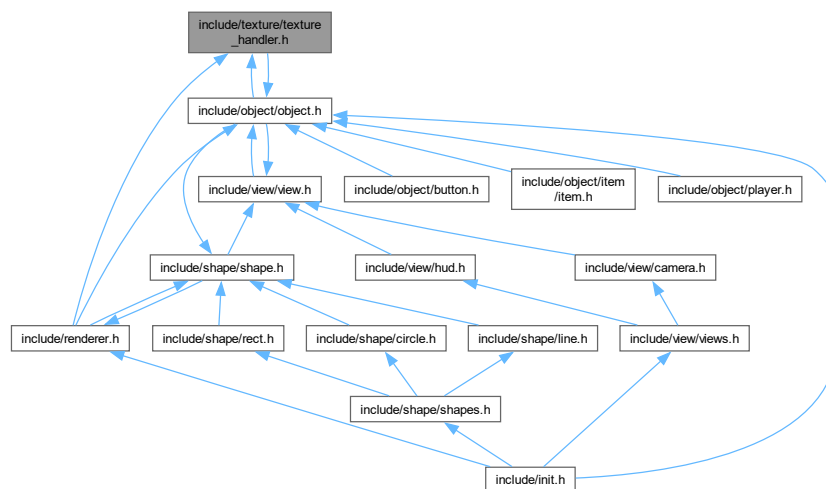 include/texture/texture
_handler.h
include/object/object.h
include/view/view.h
include/object/button.h
include/object/item
/item.h
include/object/player.h
include/shape/shape.h
include/view/hud.h
include/view/camera.h
include/renderer.h
include/shape/rect.h
include/shape/circle.h
include/shape/line.h
include/view/views.h
include/shape/shapes.h
include/init.h